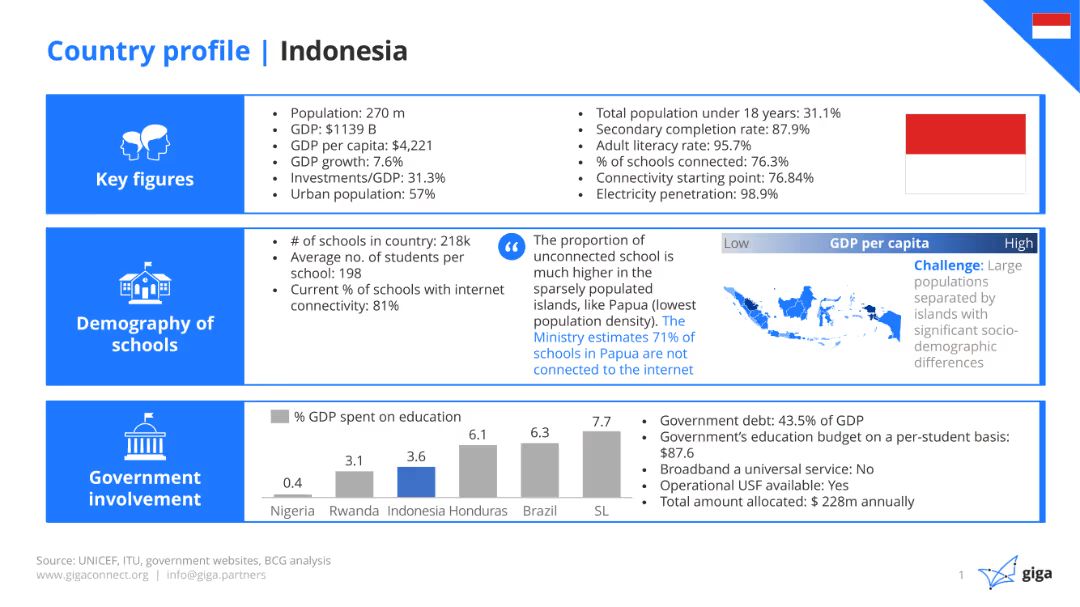 Country profile | Indonesia
Key figures
• Population: 270 m
• GDP: $1139 B
• GDP per capita: $4,221
• GDP growth: 7.6%
• Investments/GDP: 31.3%
• Urban population: 57%
• Total population under 18 years: 31.1%
• Secondary completion rate: 87.9%
• Adult literacy rate: 95.7%
• % of schools connected: 76.3%
• Connectivity starting point: 76.84%
• Electricity penetration: 98.9%
Demography of
schools
• # of schools in country: 218k
• Average no. of students per
school: 198
• Current % of schools with internet
connectivity: 81%
“
The proportion of
unconnected school is
much higher in the
sparsely populated
islands, like Papua (lowest
population density). The
Ministry estimates 71% of
schools in Papua are not
connected to the internet
Low GDP per capita High
Challenge: Large
populations
separated by
islands with
significant socio-
demographic
differences
Government
involvement
% GDP spent on education
0.4
3.1
3.6
6.1
6.3
7.7
Nigeria Rwanda Indonesia Honduras Brazil SL
• Government debt: 43.5% of GDP
• Government’s education budget on a per-student basis:
$87.6
• Broadband a universal service: No
• Operational USF available: Yes
• Total amount allocated: $ 228m annually
Source: UNICEF, ITU, government websites, BCG analysis
www.gigaconnect.org | info@giga.partners
1
giga